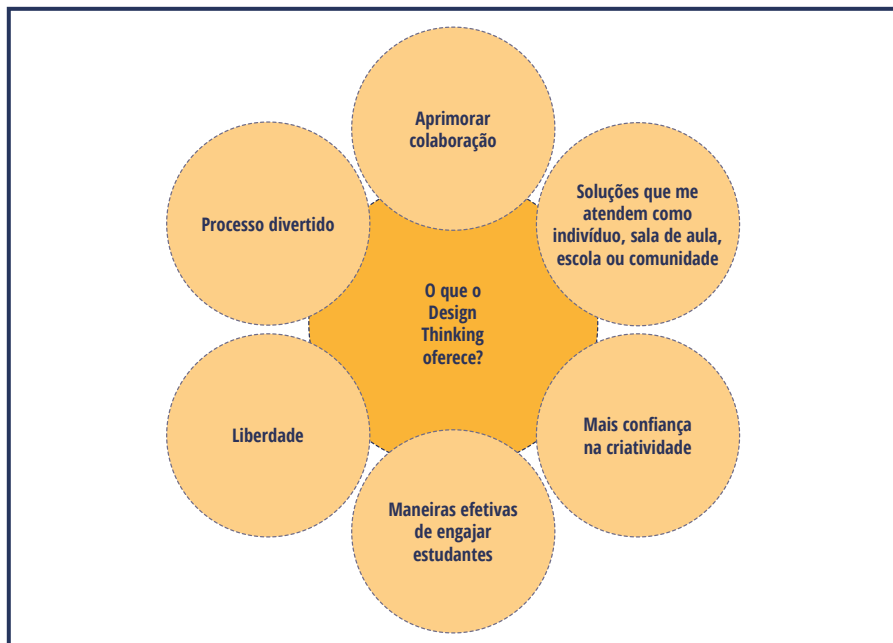 Aprimorar
colaboração
Soluções que me
atendem como
indivíduo, sala de aula,
escola ou comunidade
Processo divertido
O que o
Design
Thinking
oferece?
Liberdade
Mais confiança
na criatividade
Maneiras efetivas
de engajar
estudantes